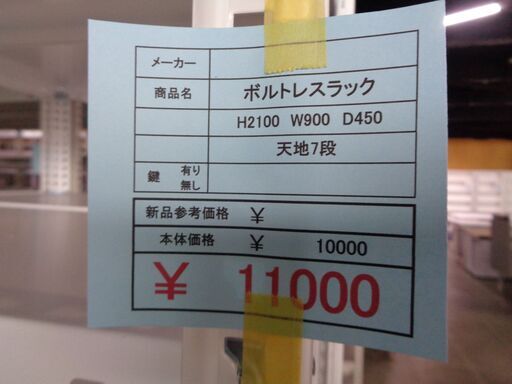 メーカー
商品名 ボルトレスラック
H2100 W900 D450
天地7段
鍵 有り 無し
新品参考価格 ¥
本体価格 ¥ 10000
¥ 11000